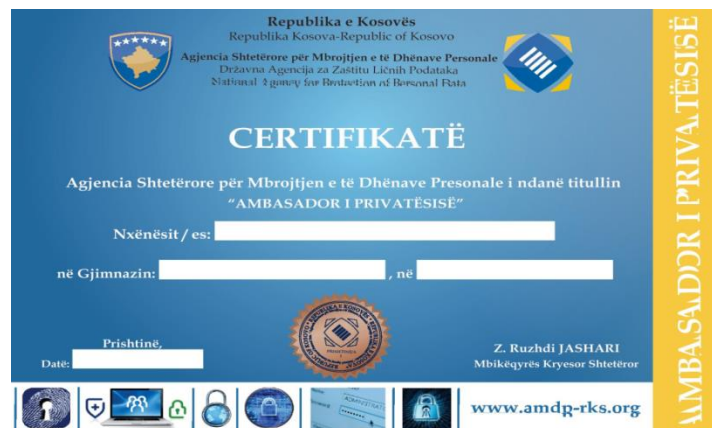 Republika e Kosovës
Republika Kosova-Republic of Kosovo
Agjencia Shtetërore për Mbrojtjen e të Dhënave Personale
Državna Agencija za Zaštitu Ličnih Podataka
National Agency for Protection of Personal Data
CERTIFIKATË
Agjencia Shtetërore për Mbrojtjen e të Dhënave Presonale i ndanë titullin
“AMBASADOR I PRIVATËSISË”
Nxënësit / es:
në Gjimnazin: , në
Prishtinë,
Datë:
Z. Ruzhdi JASHARI
Mbikëqyrës Kryesor Shtetëror
www.amdp-rks.org
AMBASADOR I PRIVATËSISË